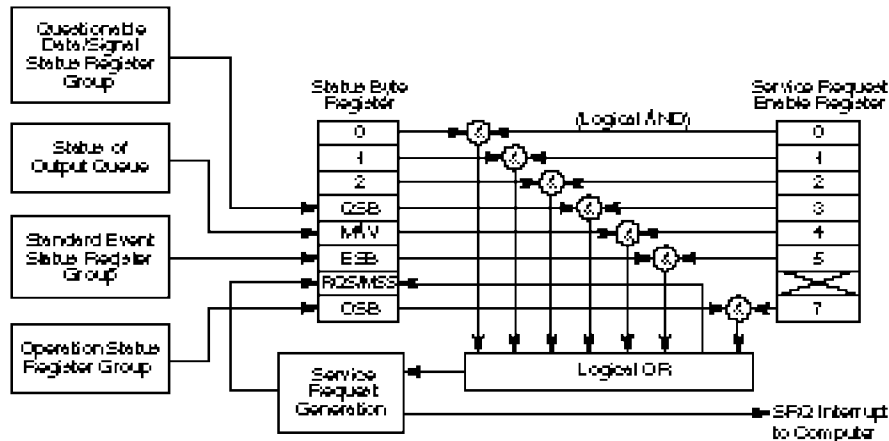 Questionable
Data/Signal
Status Register
Group
Status of
Output Queue
Standard Event
Status Register
Group
Operation Status
Register Group
Status Byte
Register
0
1
2
QSB
MAV
ESB
RQS/MSS
OSB
&
&
&
&
&
&
&
(Logical AND)
Service Request
Enable Register
0
1
2
3
4
5
7
Logical OR
Service
Request
Generation
SRQ Interrupt
to Computer